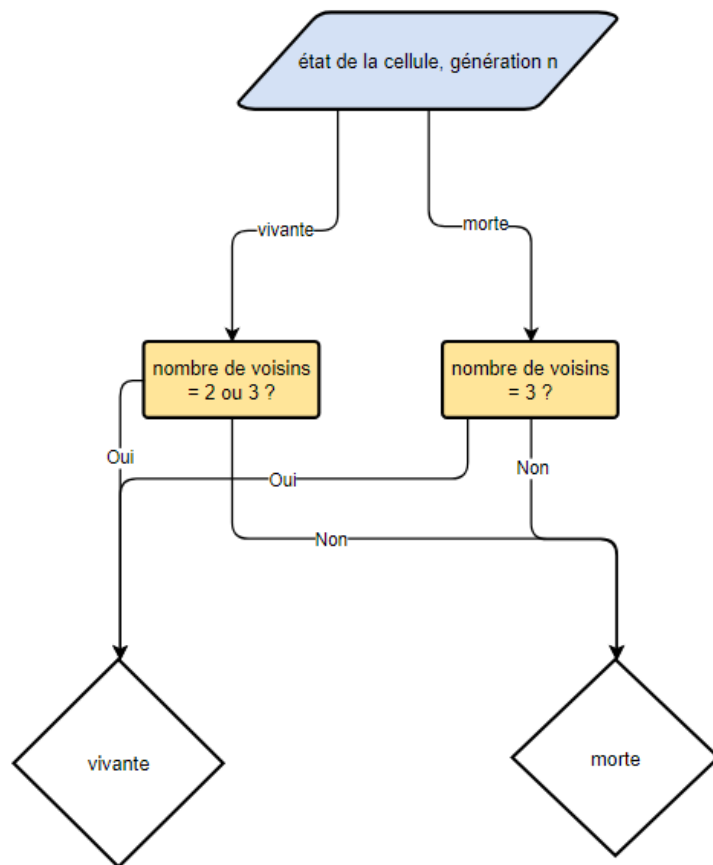 état de la cellule, génération n
vivante
morte
nombre de voisins
= 2 ou 3 ?
nombre de voisins
= 3 ?
Oui
Non
Oui
Non
vivante
morte